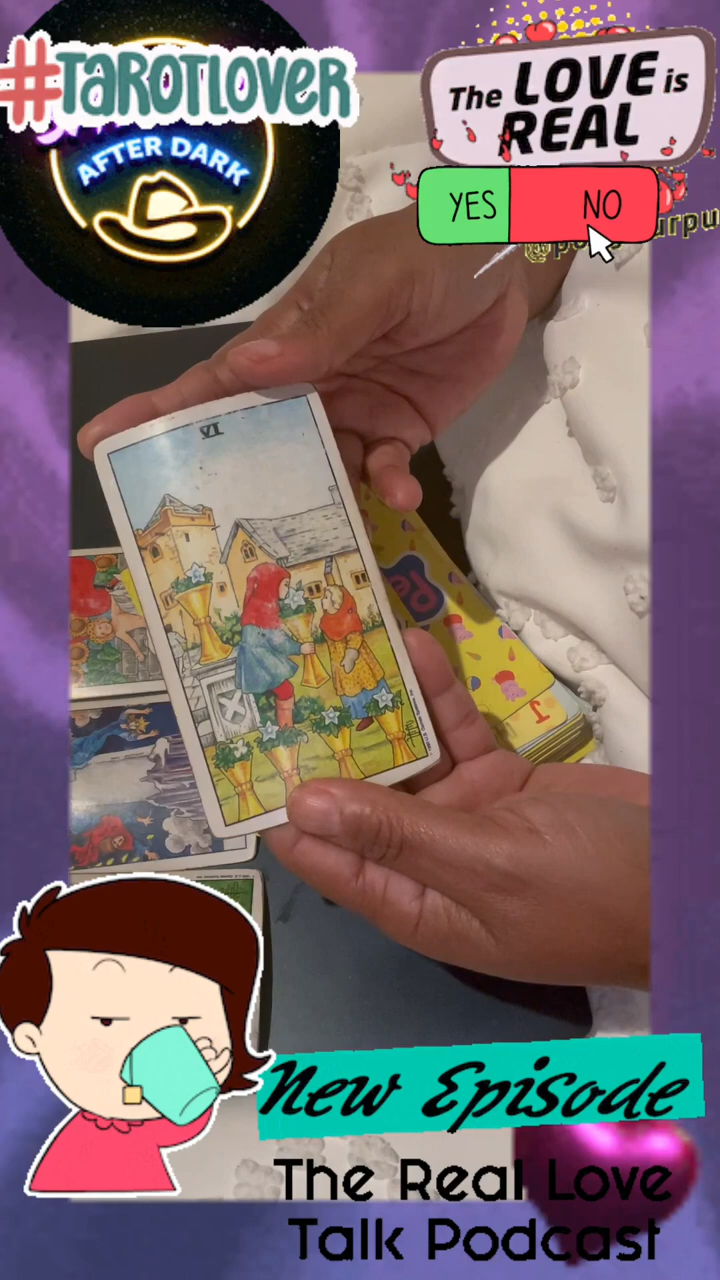 #TAROTLOVER
AFTER DARK
The LOVE is
REAL
YES NO
VI
New Episode
The Real Love
Talk Podcast